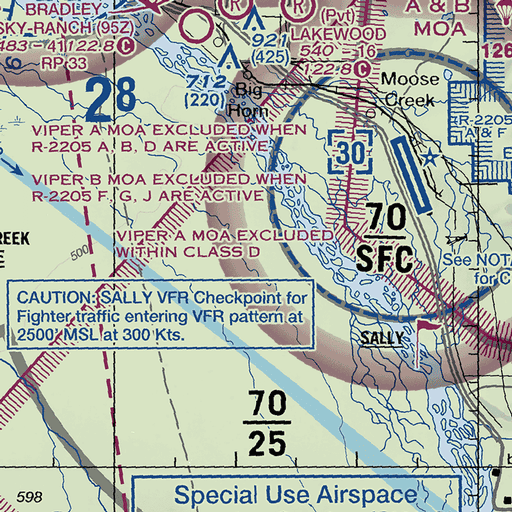 BRADLEY
SKY RANCH (95Z)
483 - 41 122.8 C
RP 33
921
(425)
712
(220)
R
R
(Pvt)
LAKEWOOD
540 - 16
122.8 C
A & B
MOA
126
Moose
Creek
R-2205
A & F
Big
Horn
28
6
30
VIPER A MOA EXCLUDED WHEN
R-2205 A, B, D ARE ACTIVE
VIPER B MOA EXCLUDED WHEN
R-2205 F, G, J ARE ACTIVE
VIPER A MOA EXCLUDED
WITHIN CLASS D
REEK
E
500
70
SFC
See NOTA
for C
CAUTION: SALLY VFR Checkpoint for
Fighter traffic entering VFR pattern at
2500' MSL at 300 Kts.
SALLY
70
25
598
Special Use Airspace